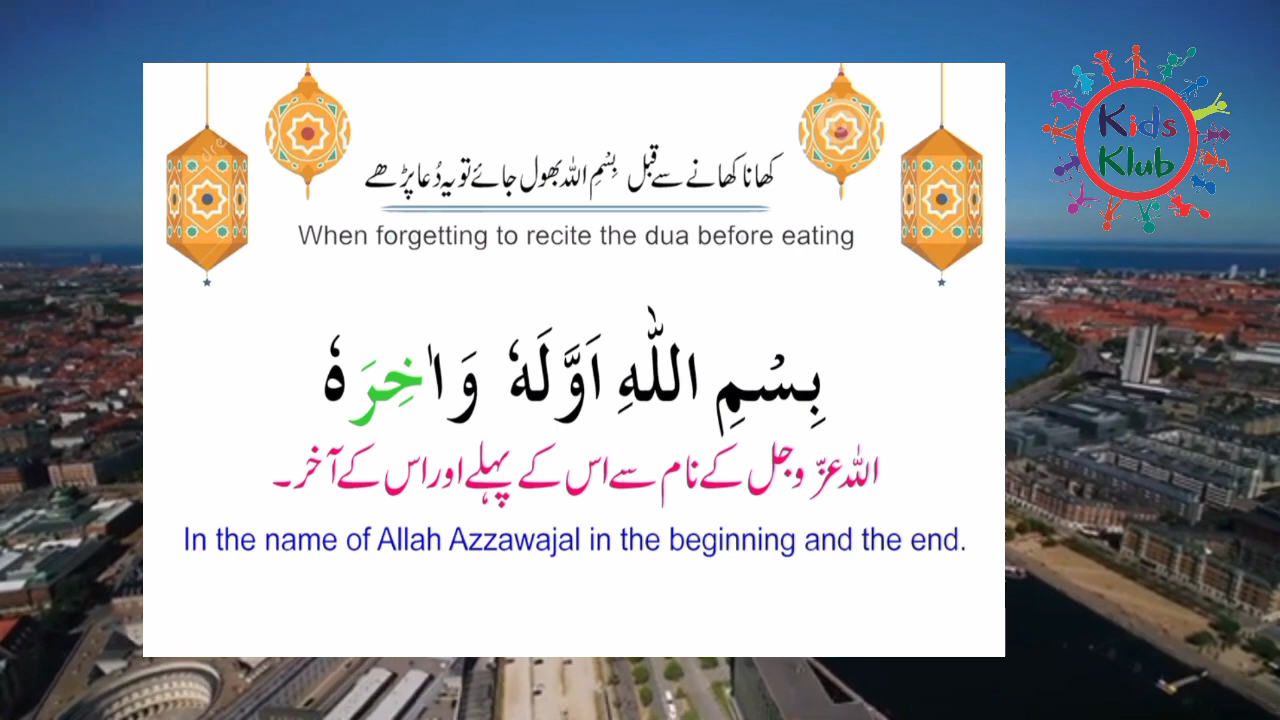 کھانا کھانے سے قبل بِسْمِ اللہ بھول جائے تو یہ دُعا پڑھے
When forgetting to recite the dua before eating
بِسْمِ اللّٰهِ اَوَّلَهٗ وَاٰخِرَهٗ
اللہ عزّ وجل کے نام سے اس کے پہلے اور اس کے آخر۔
In the name of Allah Azzawajal in the beginning and the end.
Kids
Klub